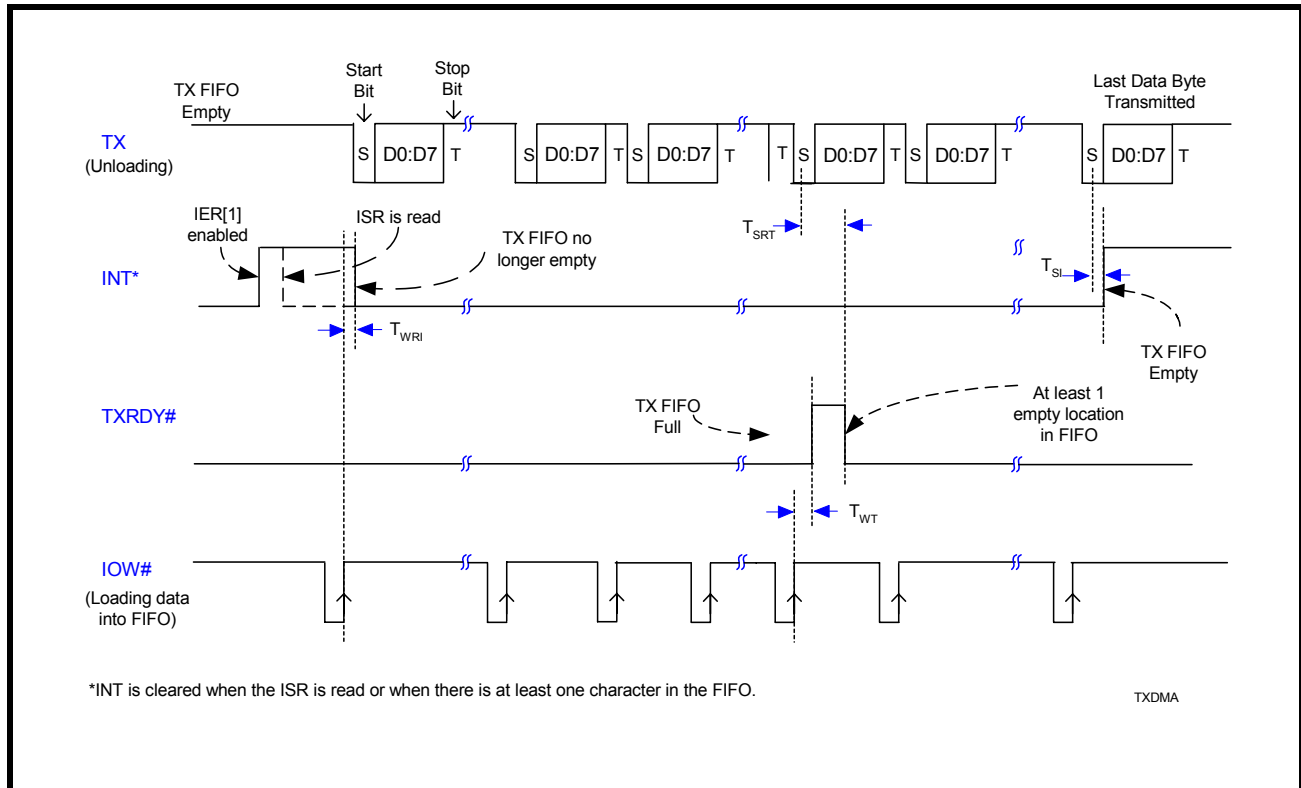 Start
Bit
Stop
Bit
TX FIFO
Empty
Last Data Byte
Transmitted
TX
(Unloading)
S D0:D7 T S D0:D7 T S D0:D7 T T S D0:D7 T S D0:D7 T S D0:D7 T
IER[1]
enabled
ISR is read
TX FIFO no
longer empty
TSRT
INT*
TSI
TWRI
TX FIFO
Empty
TXRDY#
TX FIFO
Full
At least 1
empty location
in FIFO
TWT
IOW#
(Loading data
into FIFO)
*INT is cleared when the ISR is read or when there is at least one character in the FIFO.
TXDMA